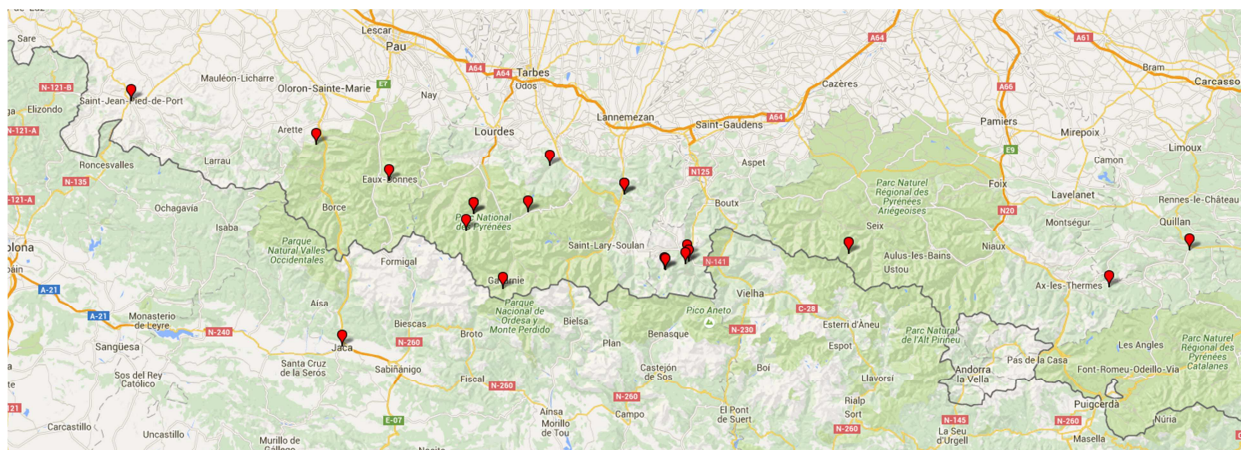 Sare
Lescar
Pau
A64
A61
Bram
Carcasso
N-121-B
Mauléon-Licharre
E7
Nay
A64
A64
Tarbes
Odos
Cazères
A66
Elizondo
Saint-Jean-Pied-de-Port
Oloron-Sainte-Marie
Lannemezan
A64
Pamiers
Mirepoix
N-121-A
Arette
Lourdes
Saint-Gaudens
E9
Limoux
Roncesvalles
Larrau
Aspet
Camon
N-135
Eaux-Bonnes
N125
Parc Naturel
Régional des
Pyrénées
Ariégeoises
Foix
Lavelanet
Rennes-le-Château
N-121-A
Ochagavía
Borce
Boutx
N20
Montségur
Quillan
Isaba
Parc National
des Pyrénées
Seix
Parque
Natural Valles
Occidentales
Saint-Lary-Soulan
Niaux
Aulus-les-Bains
Ustou
Formigal
N-141
Gavarnie
Vielha
Ax-les-Thermes
A-21
Aisa
Parque
Nacional de
Ordesa y
Monte Perdido
Pico Aneto
C-28
A-21
Monasterio
de Leyre
N-240
Biescas
N-260
Broto
Bielsa
Benasque
N-230
Esterri d'Àneu
Parc Natural
de l'Alt Pirineu
Sangüesa
Jaca
Plan
Espot
Les Angles
Parc Naturel
Régional des
Pyrénées
Catalanes
Santa Cruz
de la Serós
Sabiñánigo
Castejón
de Sos
Boí
Llavorsí
Andorra
la Vella
Pas de la Casa
Font-Romeu-Odeillo-Via
Sos del Rey
Católico
Fiscal
N-260
N-260
Rialp
Sort
Puigcerdà
Carcastillo
Uncastillo
E-07
Aínsa
Morillo
de Tou
Campo
El Pont
de Suert
N-260
N-145
La Seu
d'Urgell
N-260
Masella
Núria
Murillo de
Gállego